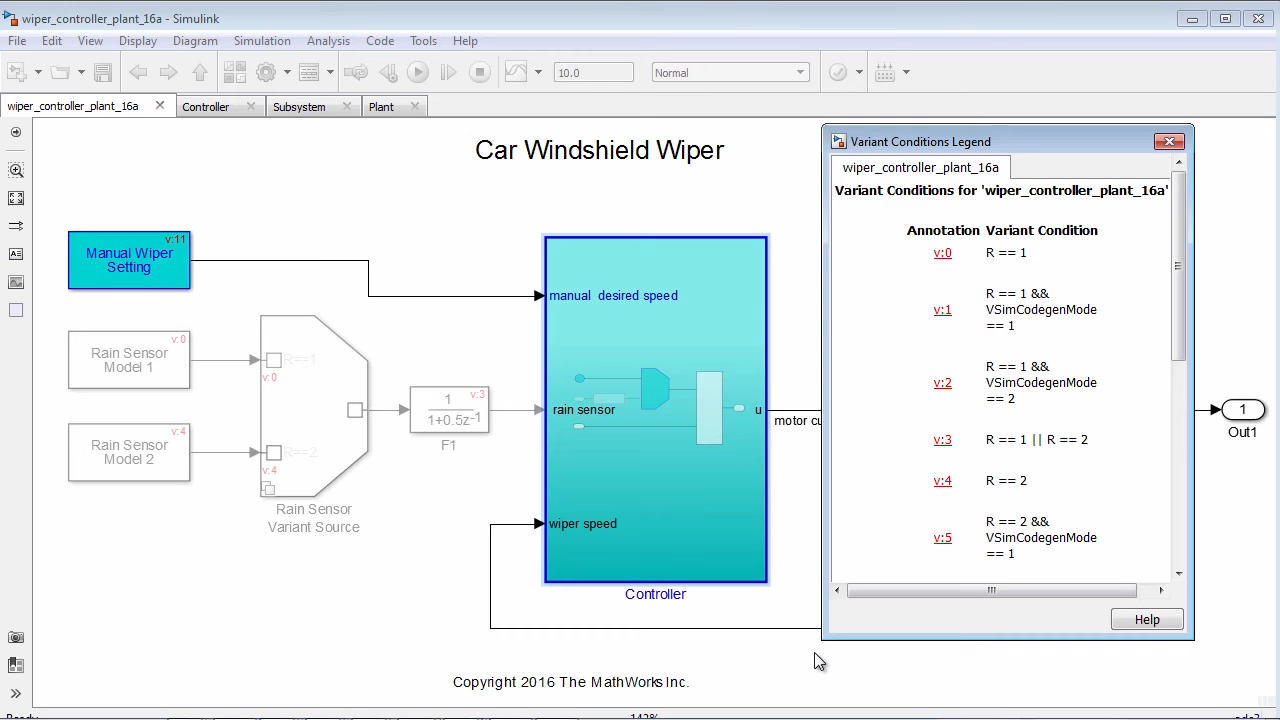 wiper_controller_plant_16a - Simulink
File Edit View Display Diagram Simulation Analysis Code Tools Help
10.0 Normal
wiper_controller_plant_16a Controller Subsystem Plant
Car Windshield Wiper
v:11
Manual Wiper
Setting
manual desired speed
v:0
Rain Sensor
Model 1
R==1
v:0
v:3
1
1+0.5z-1
F1
rain sensor
u
motor cu
v:4
Rain Sensor
Model 2
R==2
v:4
Rain Sensor
Variant Source
wiper speed
Controller
1
Out1
Copyright 2016 The MathWorks Inc.
Variant Conditions Legend
wiper_controller_plant_16a
Variant Conditions for 'wiper_controller_plant_16a'
Annotation Variant Condition
v:0 R == 1
R == 1 &&
v:1 VSimCodegenMode
== 1
R == 1 &&
v:2 VSimCodegenMode
== 2
v:3 R == 1 || R == 2
v:4 R == 2
R == 2 &&
v:5 VSimCodegenMode
== 1
Help